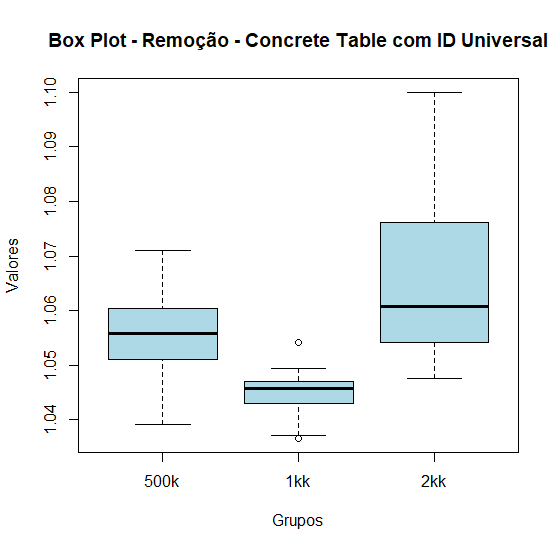 Box Plot - Remoção - Concrete Table com ID Universal
1.10
1.09
1.08
1.07
1.06
1.05
1.04
Valores
500k
1kk
2kk
Grupos